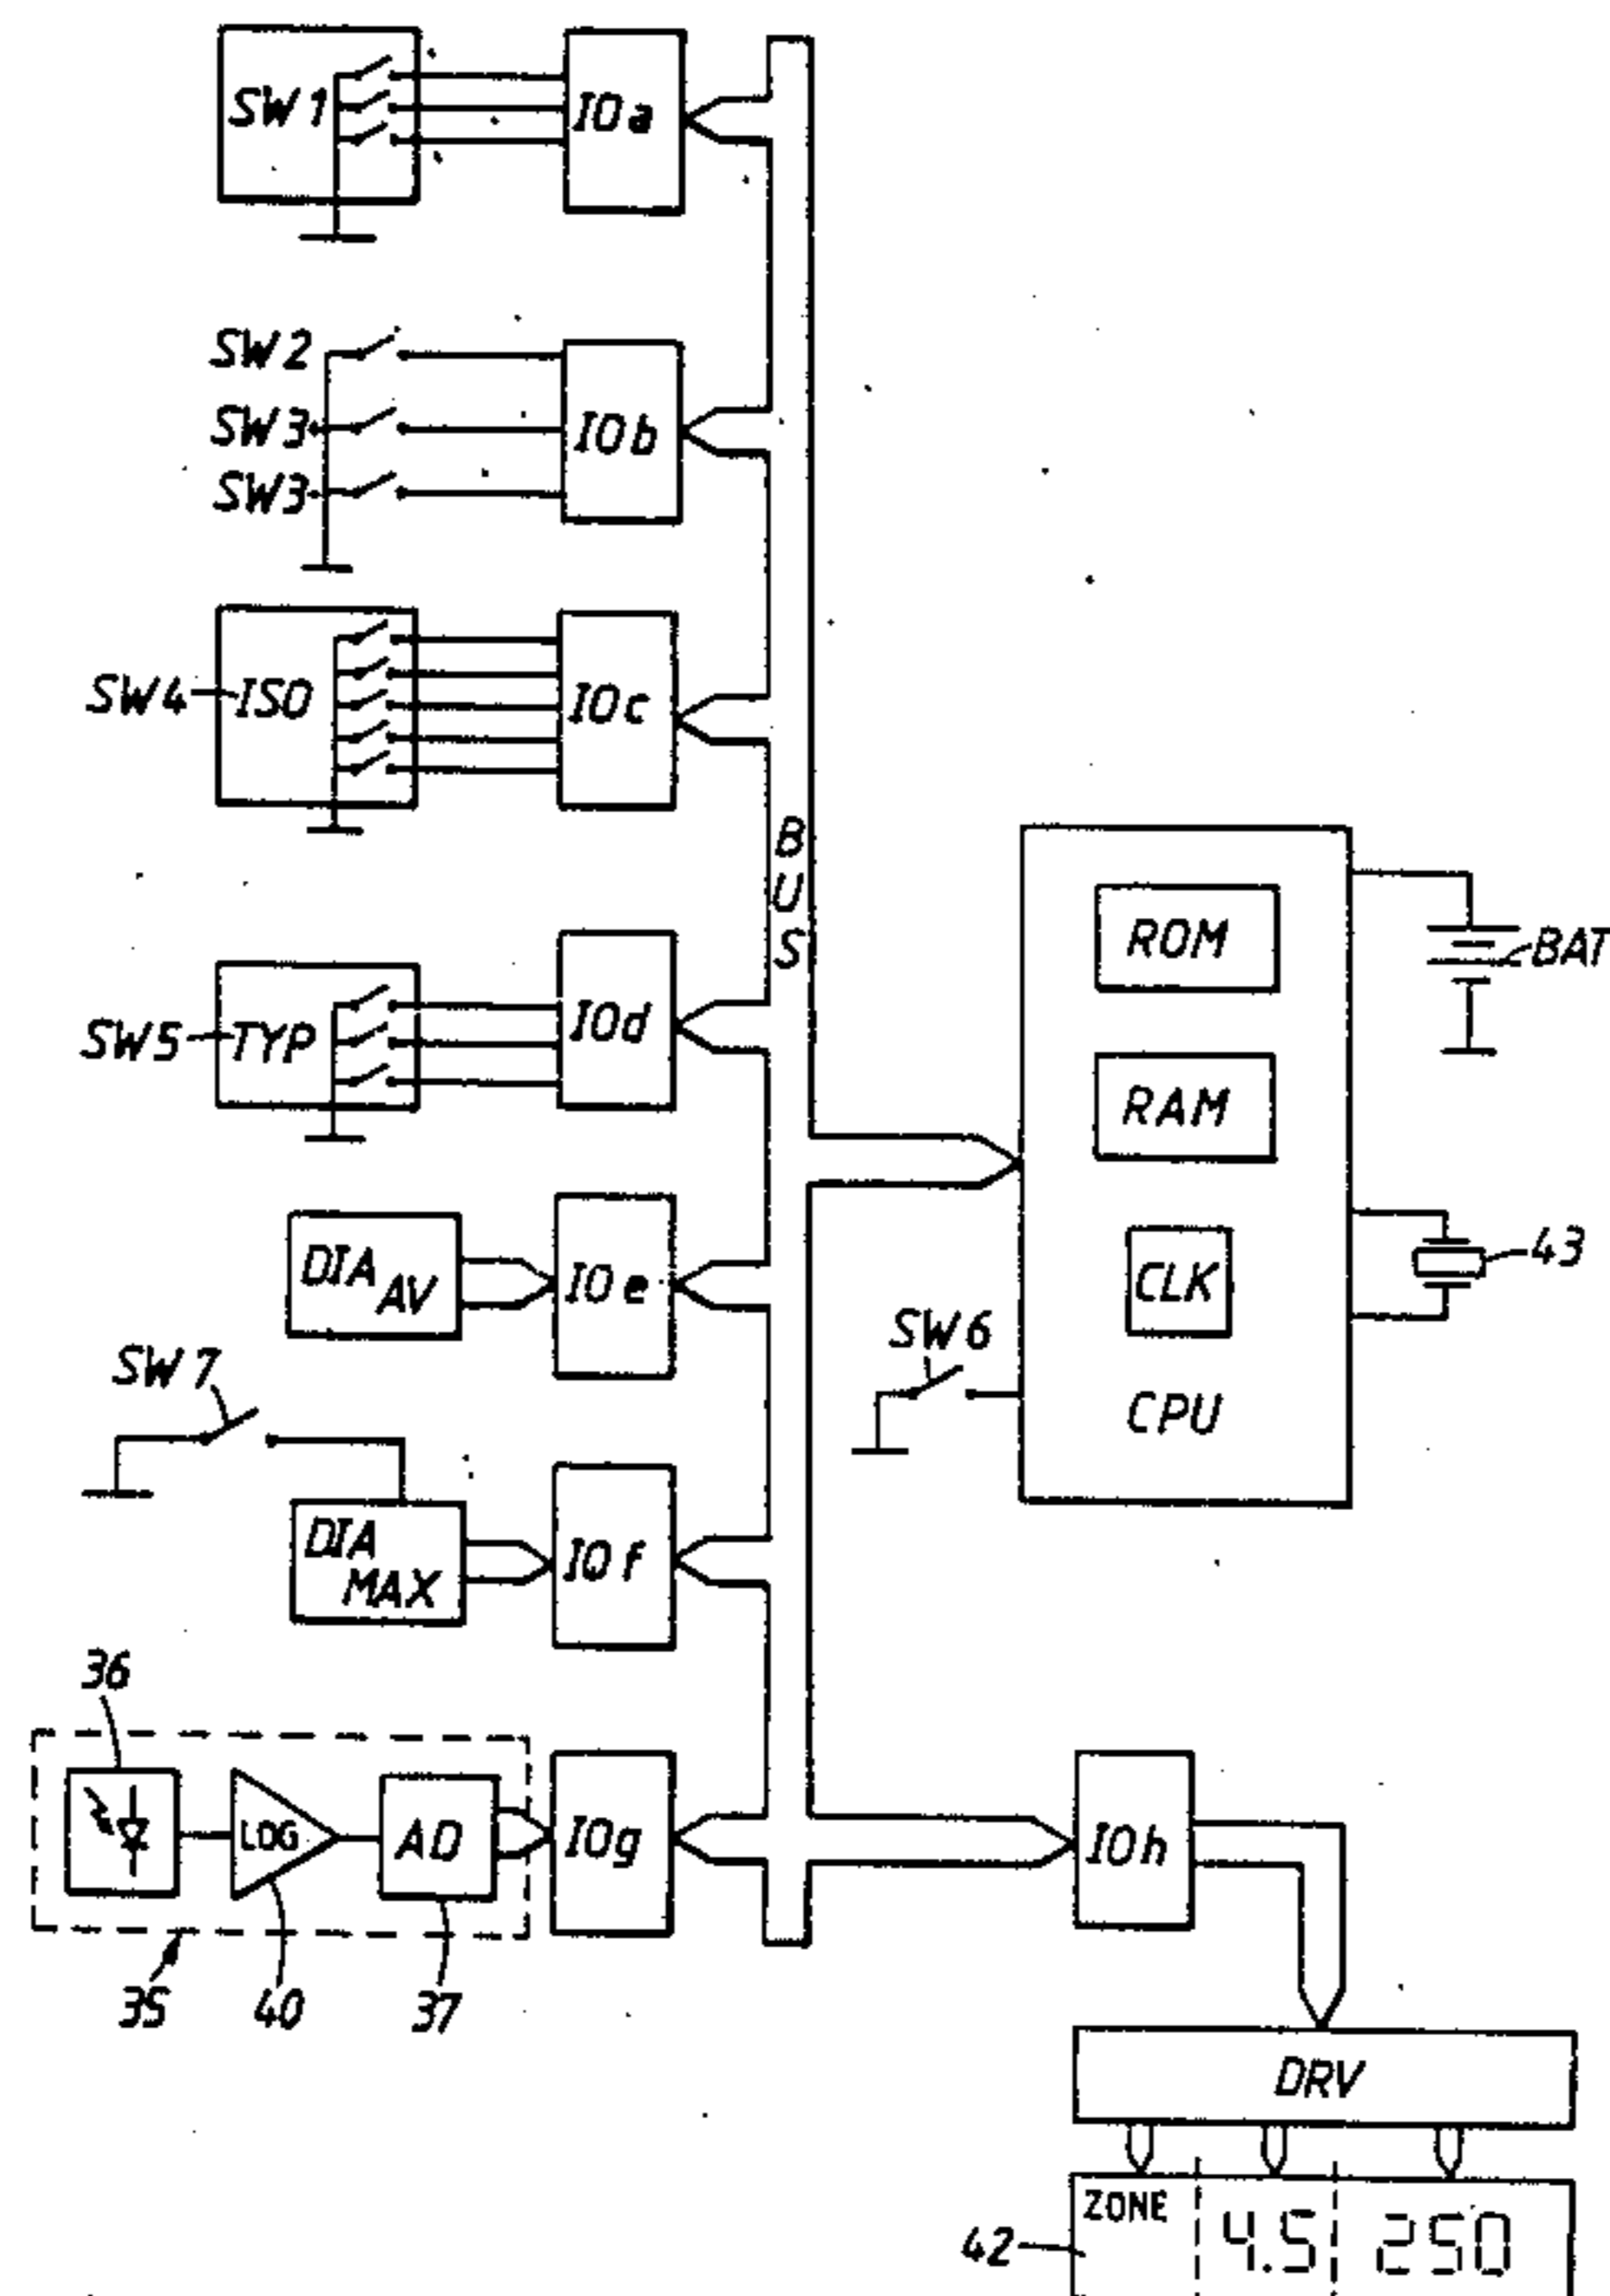 SW1
IOa
SW2
SW3
SW3
IOb
SW4
ISO
IOc
BUS
SW5
TYP
IOd
ROM
RAM
CLK
CPU
BAT
43
DIA AV
IOe
SW6
SW7
DIA MAX
IOf
36
LOG
AD
IOg
IOh
35
40
37
DRV
ZONE
4.5
250
42